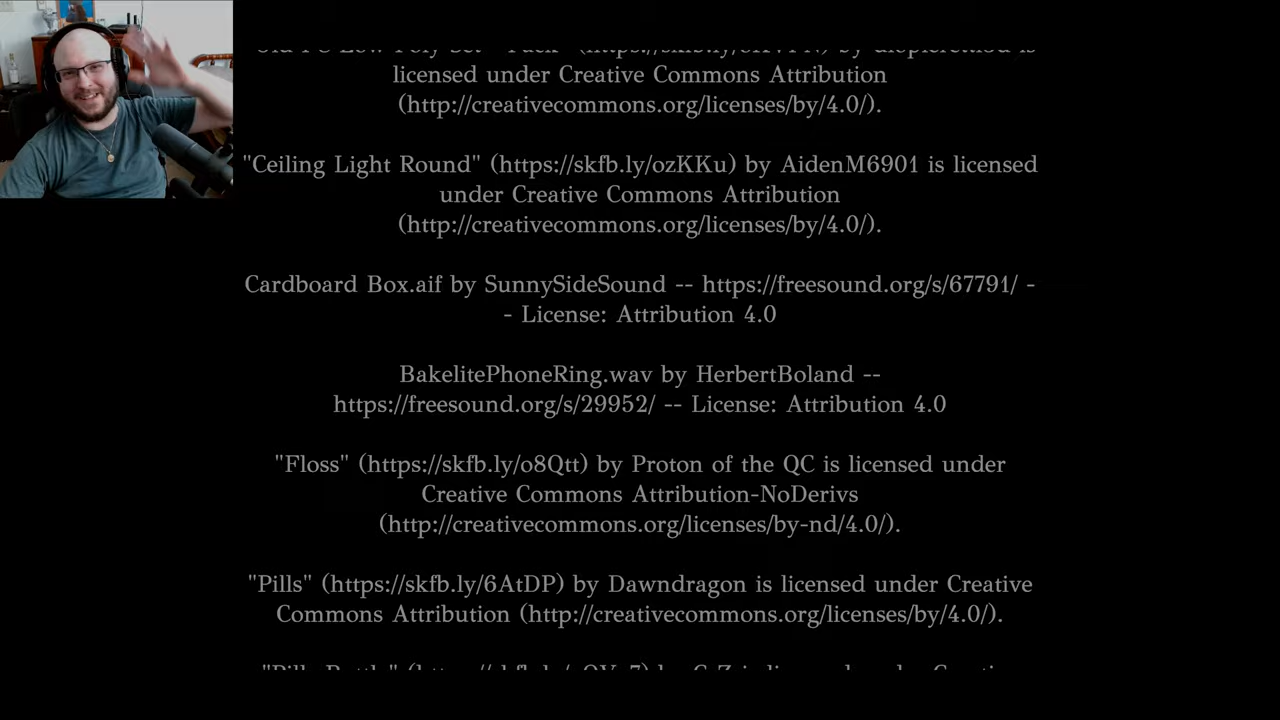 licensed under Creative Commons Attribution
(http://creativecommons.org/licenses/by/4.0/).
"Ceiling Light Round" (https://skfb.ly/ozKKu) by AidenM6901 is licensed
under Creative Commons Attribution
(http://creativecommons.org/licenses/by/4.0/).
Cardboard Box.aif by SunnySideSound -- https://freesound.org/s/67791/ -
- License: Attribution 4.0
BakelitePhoneRing.wav by HerbertBoland --
https://freesound.org/s/29952/ -- License: Attribution 4.0
"Floss" (https://skfb.ly/o8Qtt) by Proton of the QC is licensed under
Creative Commons Attribution-NoDerivs
(http://creativecommons.org/licenses/by-nd/4.0/).
"Pills" (https://skfb.ly/6AtDP) by Dawndragon is licensed under Creative
Commons Attribution (http://creativecommons.org/licenses/by/4.0/).